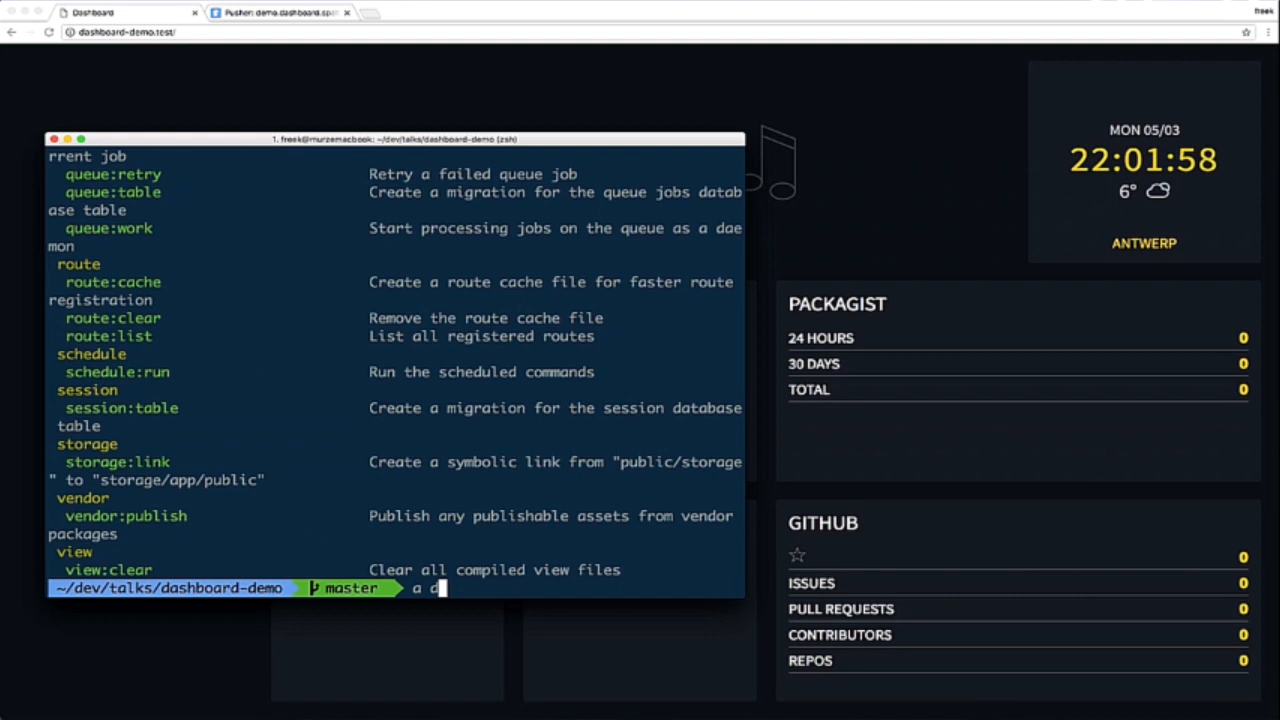 Dashboard
Pusher: demo.dashboard.spat
freek
dashboard-demo.test/
1. freek@murzemacbook: ~/dev/talks/dashboard-demo (zsh)
rrent job
queue:retry Retry a failed queue job
queue:table Create a migration for the queue jobs datab
ase table
queue:work Start processing jobs on the queue as a dae
mon
route
route:cache Create a route cache file for faster route
registration
route:clear Remove the route cache file
route:list List all registered routes
schedule
schedule:run Run the scheduled commands
session
session:table Create a migration for the session database
table
storage
storage:link Create a symbolic link from "public/storage
" to "storage/app/public"
vendor
vendor:publish Publish any publishable assets from vendor
packages
view
view:clear Clear all compiled view files
~/dev/talks/dashboard-demo master a d
MON 05/03
22:01:58
6°
ANTWERP
PACKAGIST
24 HOURS 0
30 DAYS 0
TOTAL 0
GITHUB
☆ 0
ISSUES 0
PULL REQUESTS 0
CONTRIBUTORS 0
REPOS 0